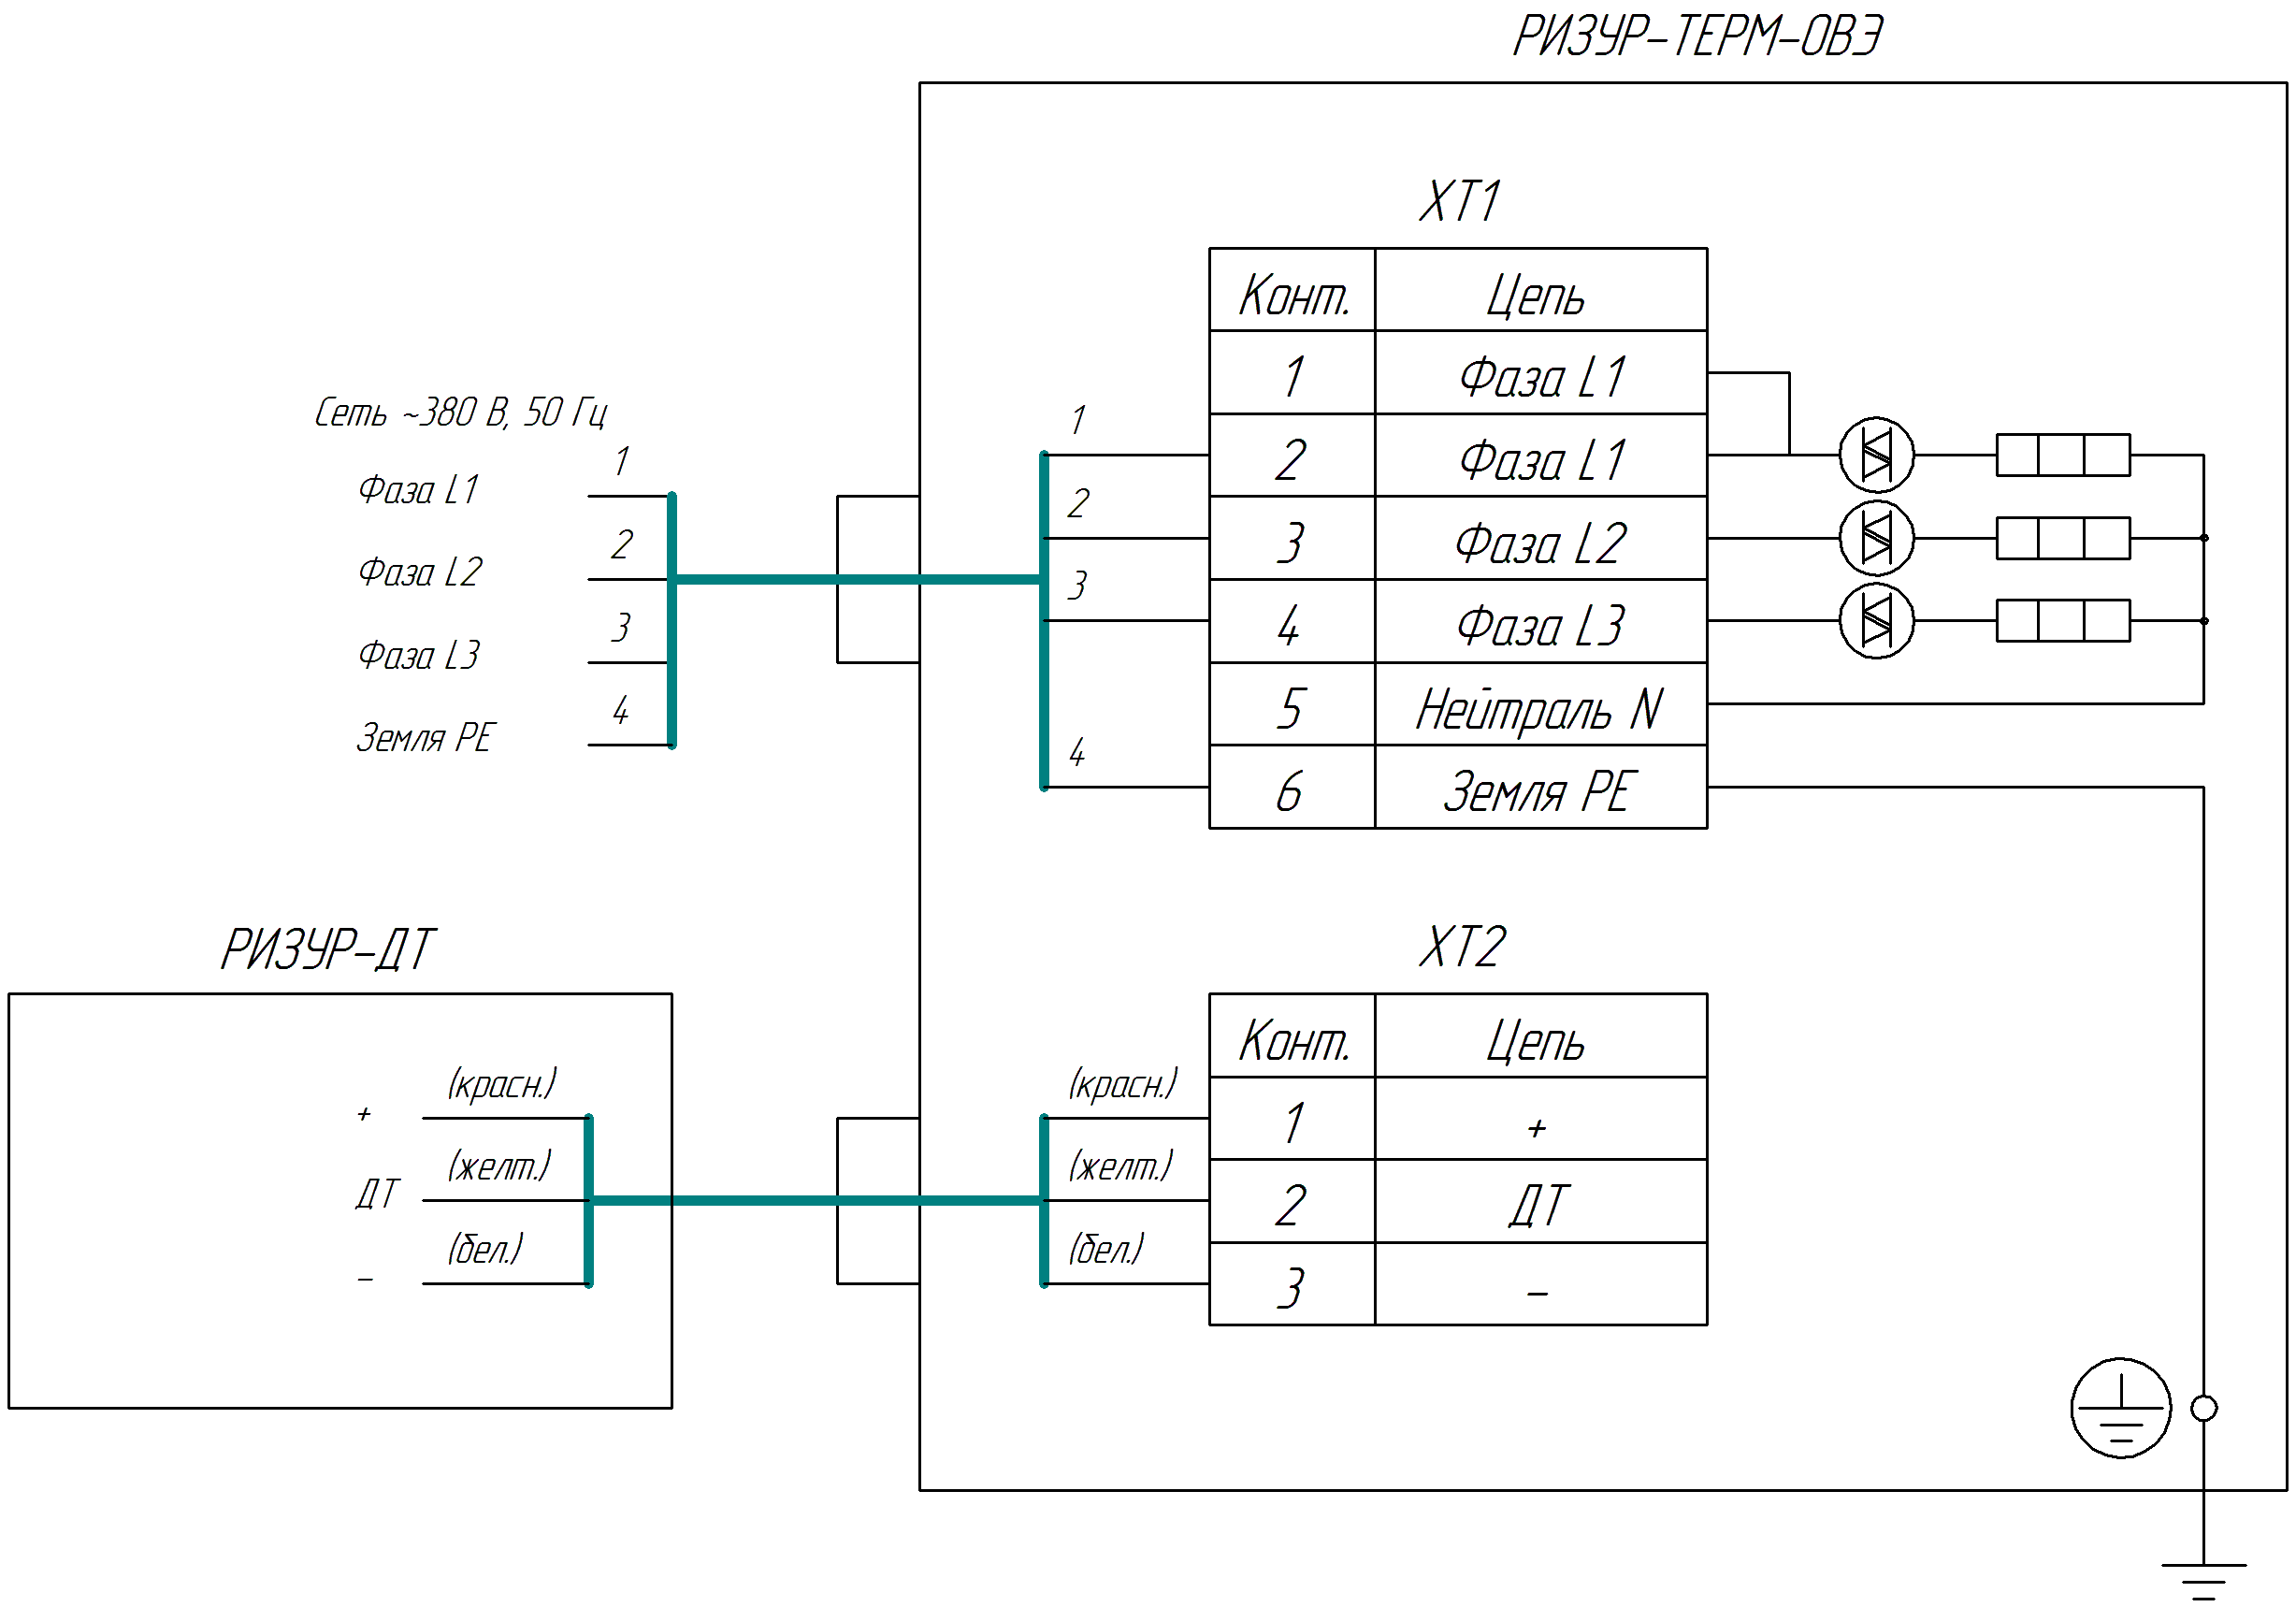 РИЗУР-ТЕРМ-ОВЭ
XT1
Конт. Цепь
1 Фаза L1
2 Фаза L1
3 Фаза L2
4 Фаза L3
5 Нейтраль N
6 Земля PE
1
2
3
4
Сеть ~380 В, 50 Гц
Фаза L1 1
Фаза L2 2
Фаза L3 3
Земля PE 4
РИЗУР-ДТ
+ (красн.)
ДТ (желт.)
- (бел.)
XT2
Конт. Цепь
(красн.) 1 +
(желт.) 2 ДТ
(бел.) 3 -